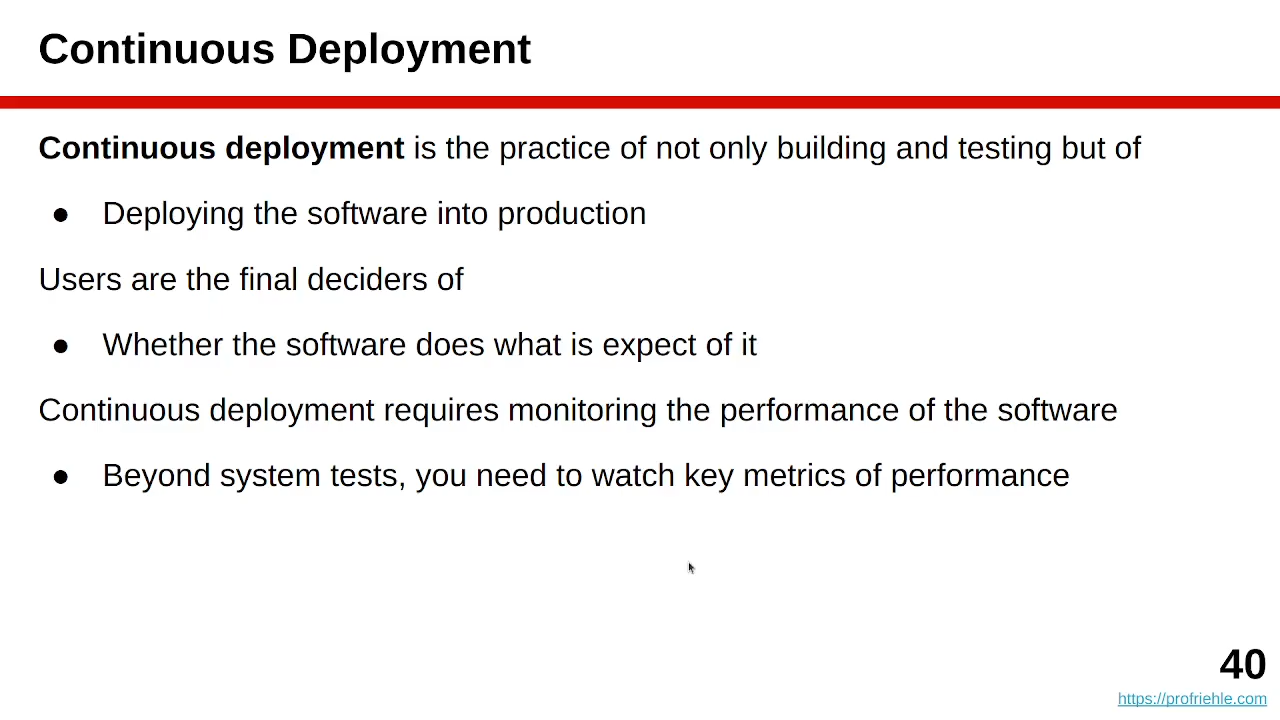 Continuous Deployment
Continuous deployment is the practice of not only building and testing but of
● Deploying the software into production
Users are the final deciders of
● Whether the software does what is expect of it
Continuous deployment requires monitoring the performance of the software
● Beyond system tests, you need to watch key metrics of performance
40
https://profriehle.com